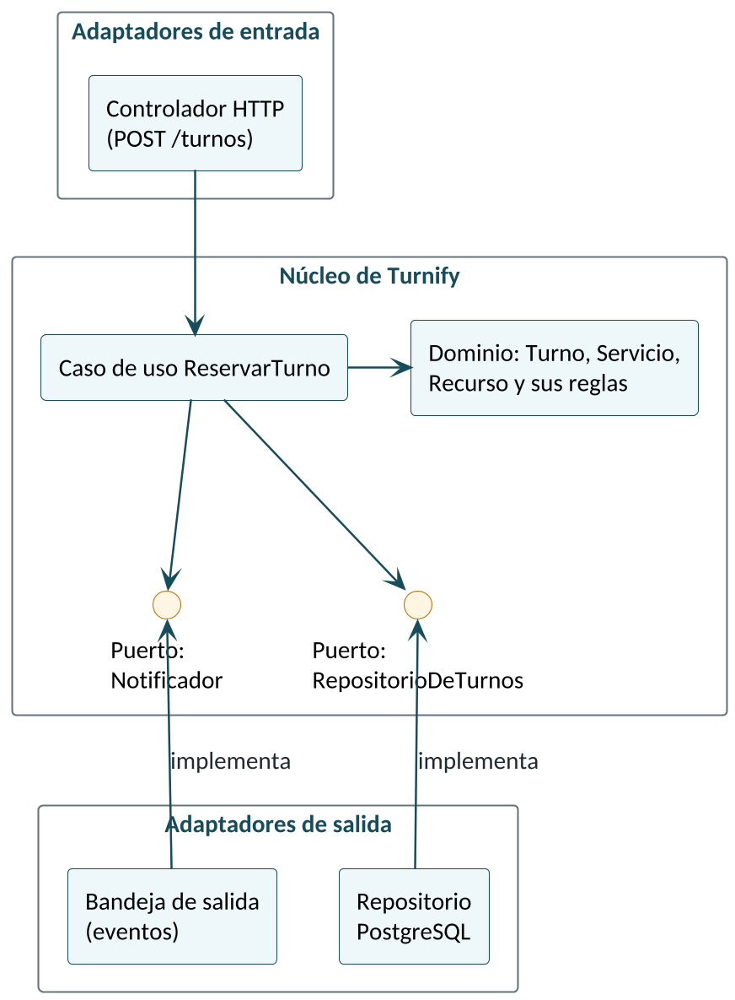 Adaptadores de entrada
Controlador HTTP
(POST /turnos)
Núcleo de Turnify
Caso de uso ReservarTurno
Dominio: Turno, Servicio,
Recurso y sus reglas
Puerto:
Notificador
Puerto:
RepositorioDeTurnos
implementa
implementa
Adaptadores de salida
Bandeja de salida
(eventos)
Repositorio
PostgreSQL